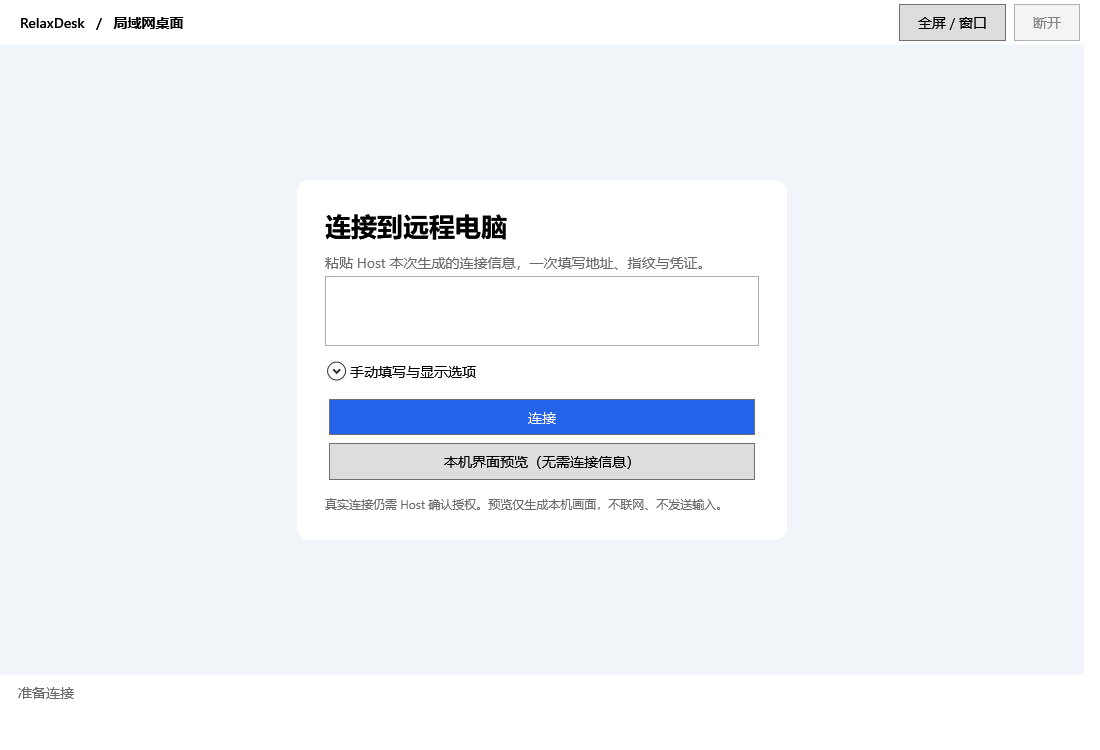 RelaxDesk / 局域网桌面
全屏 / 窗口
断开
连接到远程电脑
粘贴 Host 本次生成的连接信息，一次填写地址、指纹与凭证。
手动填写与显示选项
连接
本机界面预览（无需连接信息）
真实连接仍需 Host 确认授权。预览仅生成本机画面，不联网、不发送输入。
准备连接